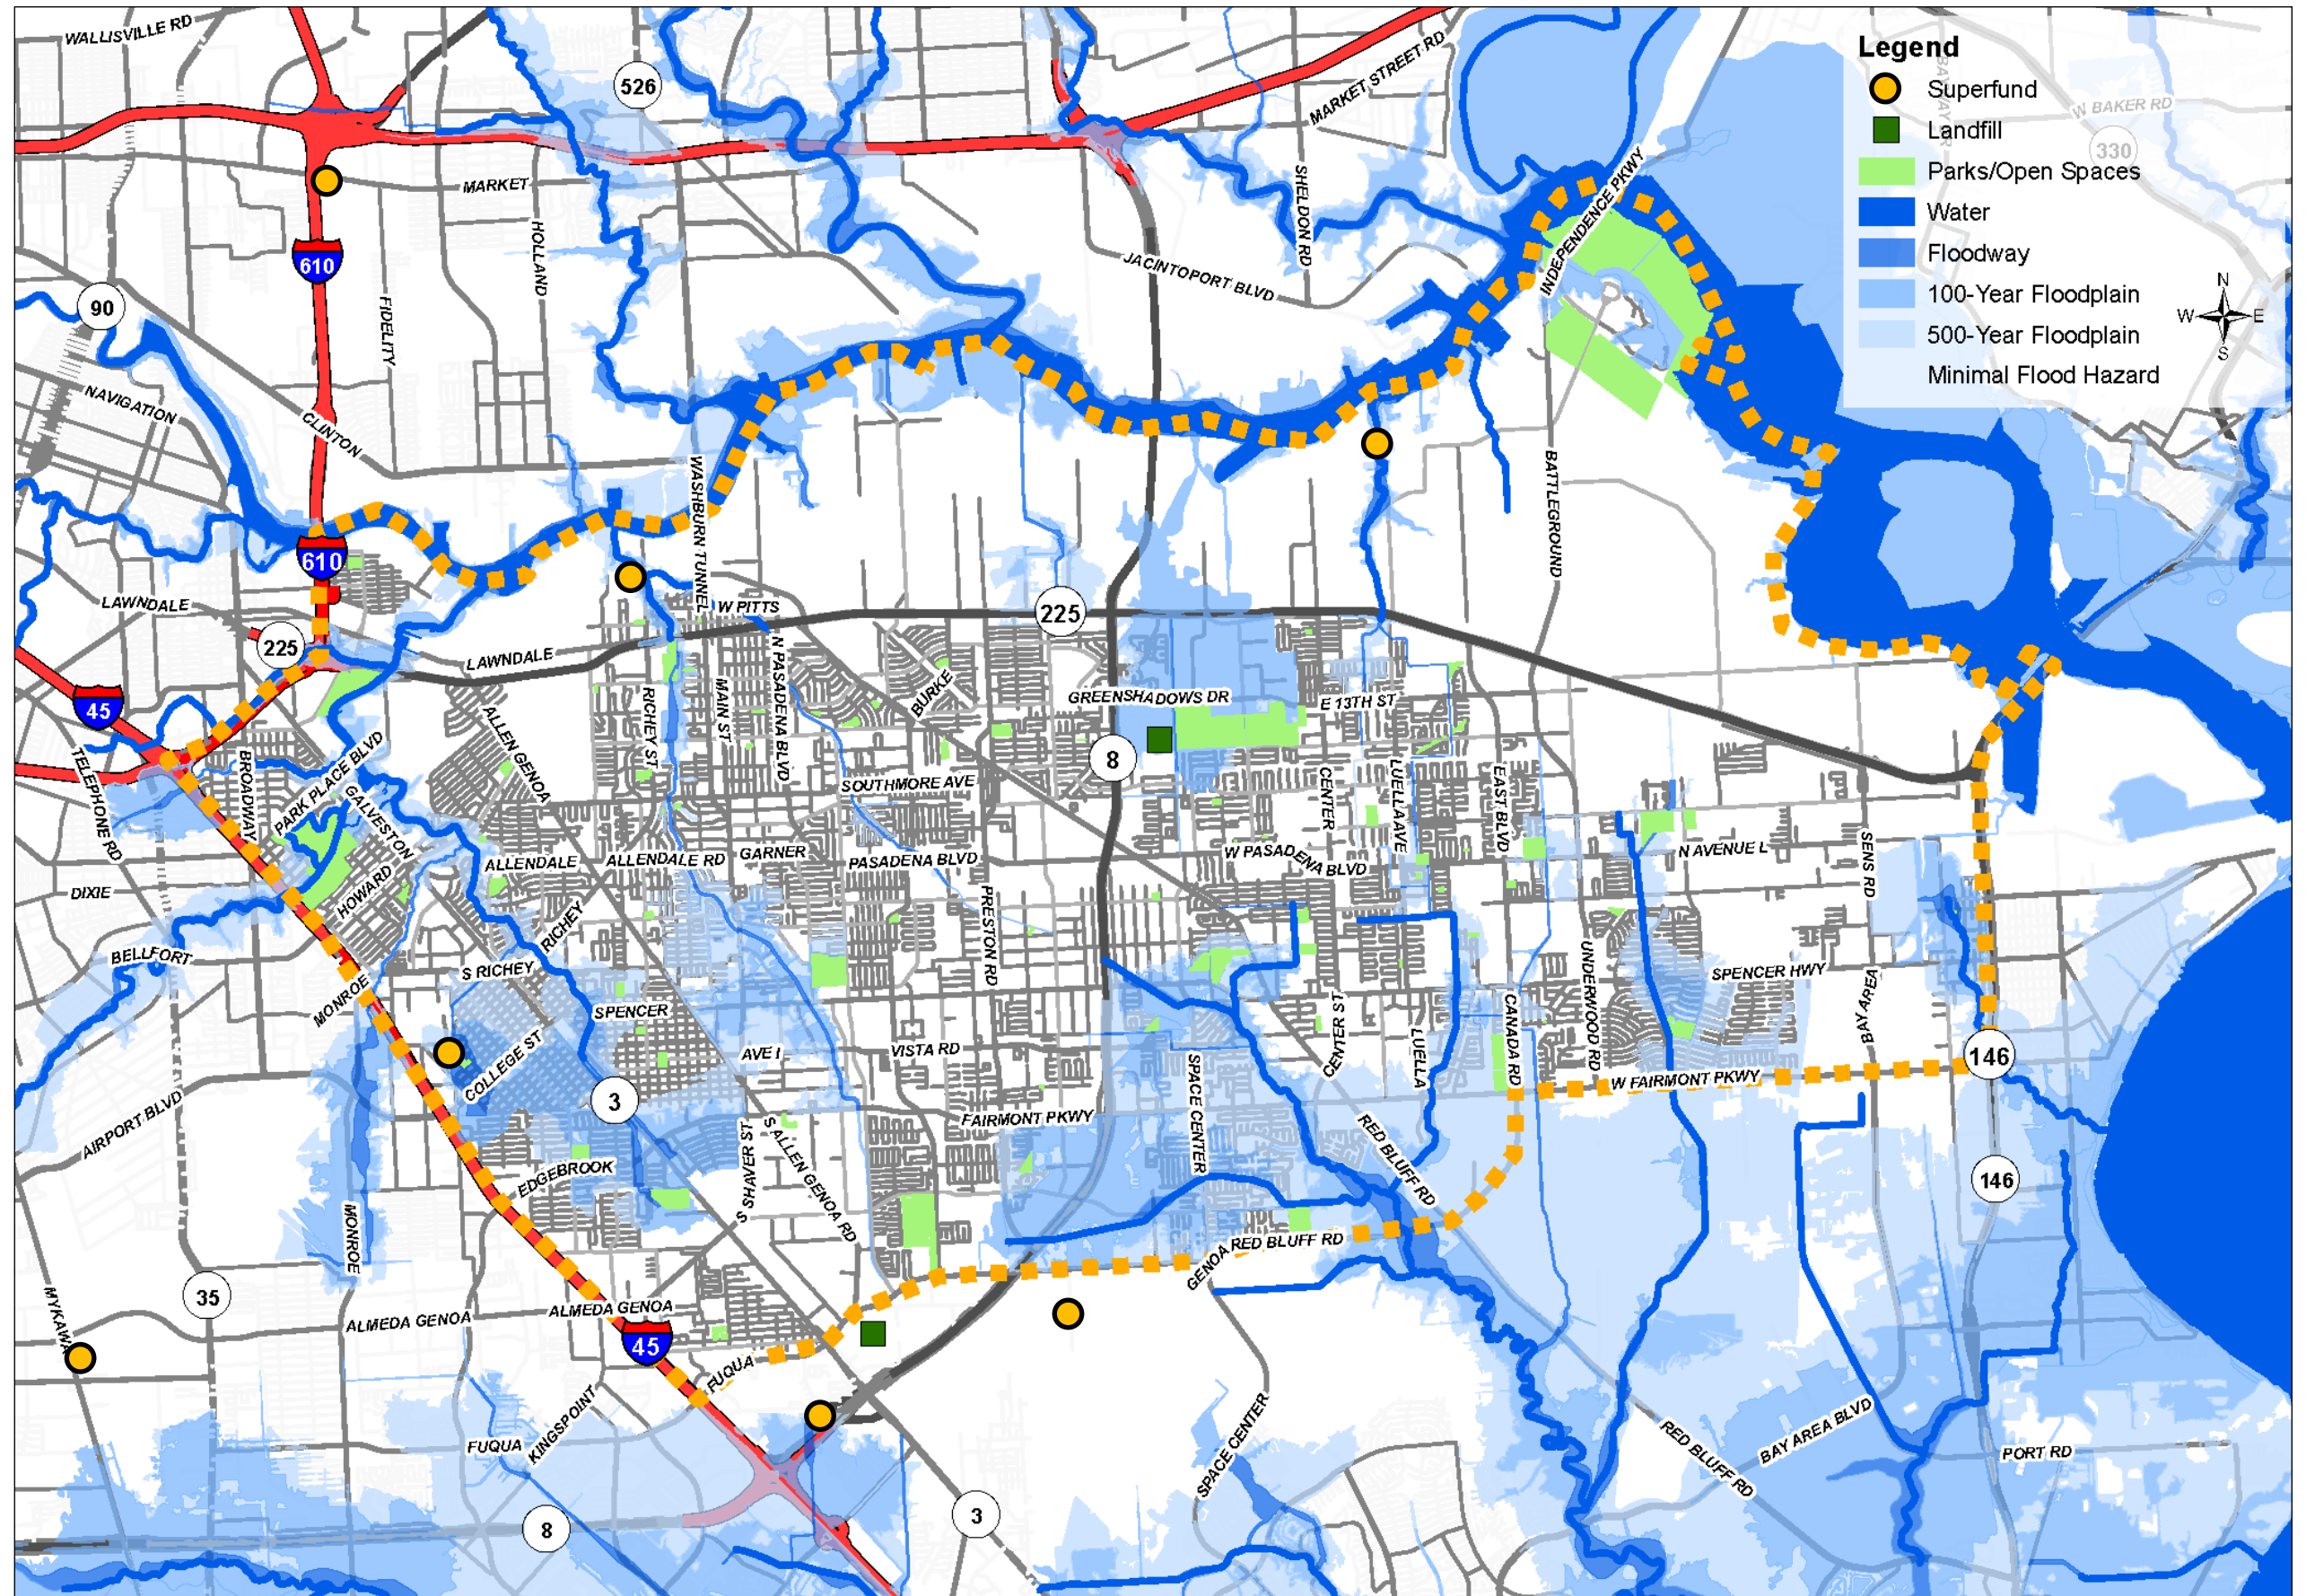 WALLISVILLE RD
526
MARKET STREET RD
Legend
Superfund
Landfill
Parks/Open Spaces
Water
Floodway
100-Year Floodplain
500-Year Floodplain
Minimal Flood Hazard
W BAKER RD
330
N
W
E
S
MARKET
HOLLAND
SHELDON RD
INDEPENDENCE PKWY
JACINTOPORT BLVD
610
90
FIDELITY
NAVIGATION
CLINTON
WASHBURN TUNNEL
BATTLEGROUND
610
LAWNDALE
225
LAWNDALE
W PITTS
225
45
RICHEY ST
MAIN ST
N PASADENA BLVD
BURKE
GREENSHADOWS DR
E 13TH ST
8
TELEPHONE RD
BROADWAY
PARK PLACE BLVD
GALVESTON
ALLEN GENOA
SOUTHMORE AVE
CENTER
LUELLA AVE
EAST BLVD
N AVENUE L
SENS RD
DIXIE
HOWARD
ALLENDALE
ALLENDALE RD
GARNER
PASADENA BLVD
W PASADENA BLVD
PRESTON RD
RICHEY
S RICHEY
BELLFORT
MONROE
SPENCER
SPENCER HWY
UNDERWOOD RD
BAY AREA
CANADA RD
CENTER ST
LUELLA
COLLEGE ST
AVE I
VISTA RD
SPACE CENTER
146
W FAIRMONT PKWY
3
AIRPORT BLVD
FAIRMONT PKWY
RED BLUFF RD
146
EDGEBROOK
S SHAVER ST
S ALLEN GENOA RD
MONROE
GENOA RED BLUFF RD
35
MYKAWA
ALMEDA GENOA
ALMEDA GENOA
45
FUQUA
FUQUA
KINGSPOINT
SPACE CENTER
RED BLUFF RD
BAY AREA BLVD
PORT RD
8
3